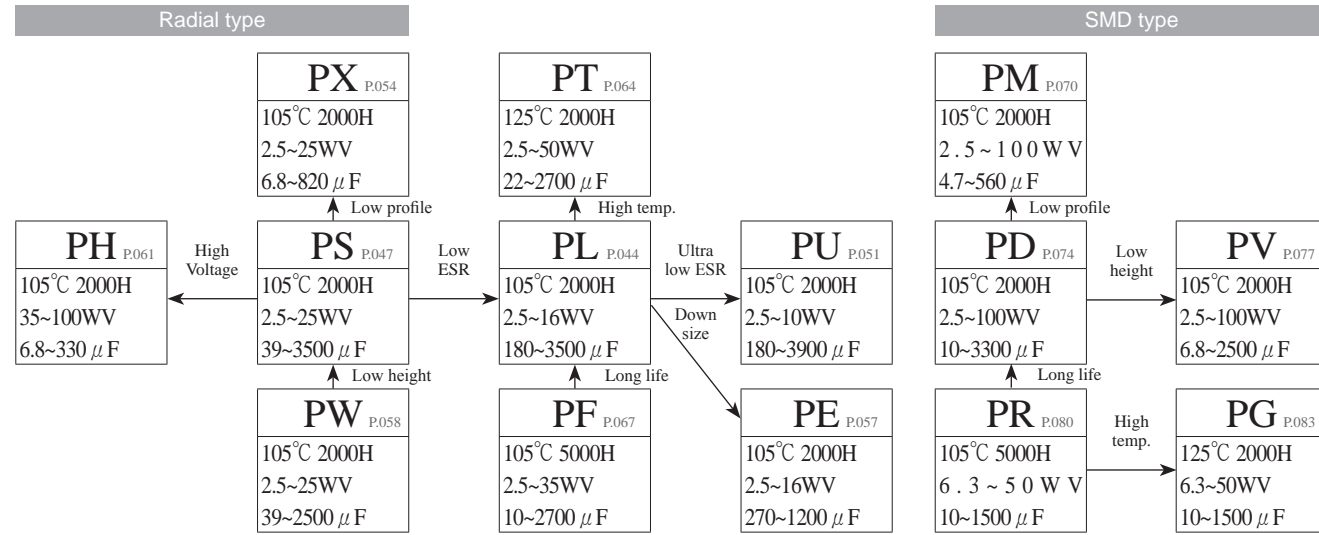 Radial type
SMD type
PX P.054
105℃ 2000H
2.5~25WV
6.8~820 μF
PT P.064
125℃ 2000H
2.5~50WV
22~2700 μF
PM P.070
105℃ 2000H
2.5~100WV
4.7~560 μF
Low profile
High temp.
Low profile
PH P.061
105℃ 2000H
35~100WV
6.8~330 μF
High
Voltage
PS P.047
105℃ 2000H
2.5~25WV
39~3500 μF
Low
ESR
PL P.044
105℃ 2000H
2.5~16WV
180~3500 μF
Ultra
low ESR
Down
size
PU P.051
105℃ 2000H
2.5~10WV
180~3900 μF
PD P.074
105℃ 2000H
2.5~100WV
10~3300 μF
Low
height
PV P.077
105℃ 2000H
2.5~100WV
6.8~2500 μF
Low height
Long life
Long life
PW P.058
105℃ 2000H
2.5~25WV
39~2500 μF
PF P.067
105℃ 5000H
2.5~35WV
10~2700 μF
PE P.057
105℃ 2000H
2.5~16WV
270~1200 μF
PR P.080
105℃ 5000H
6.3~50WV
10~1500 μF
High
temp.
PG P.083
125℃ 2000H
6.3~50WV
10~1500 μF